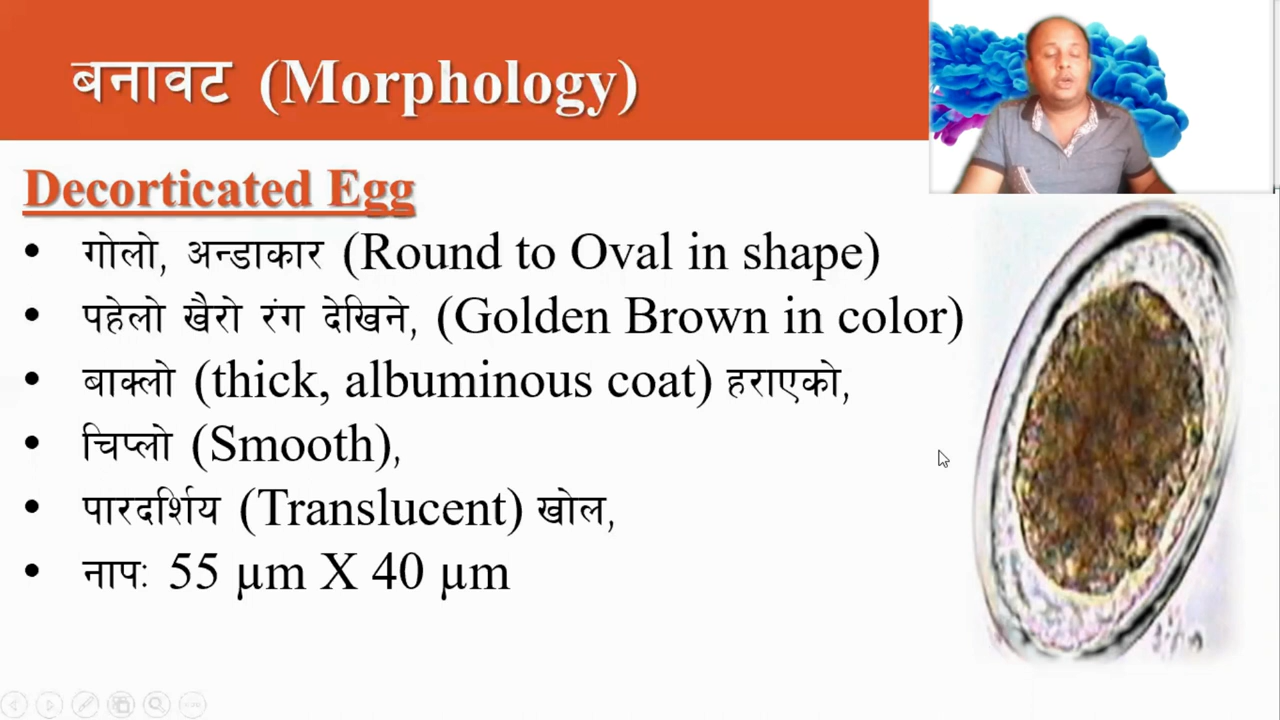 बनावट (Morphology)
Decorticated Egg
• गोलो, अन्डाकार (Round to Oval in shape)
• पहेलो खैरो रंग देखिने, (Golden Brown in color)
• बाक्लो (thick, albuminous coat) हराएको,
• चिप्लो (Smooth),
• पारदर्शिय (Translucent) खोल,
• नापः 55 µm X 40 µm